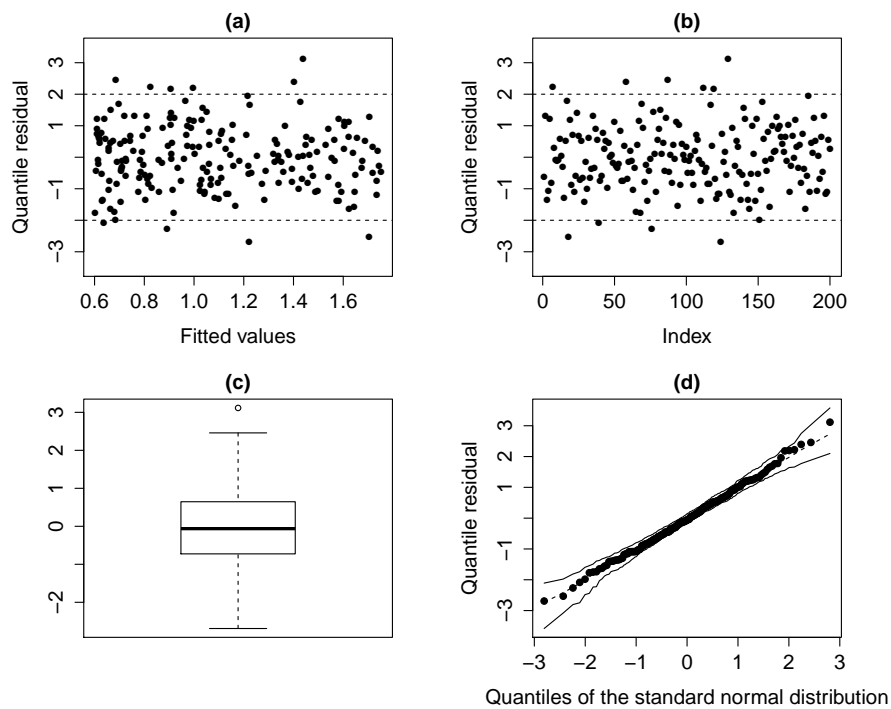 (a)
Quantile residual
3
2
1
−1
−3
0.6 0.8 1.0 1.2 1.4 1.6
Fitted values
(b)
Quantile residual
3
2
1
−1
−3
0 50 100 150 200
Index
(c)
3
2
1
0
−2
(d)
Quantile residual
3
2
1
−1
−3
−3 −2 −1 0 1 2 3
Quantiles of the standard normal distribution